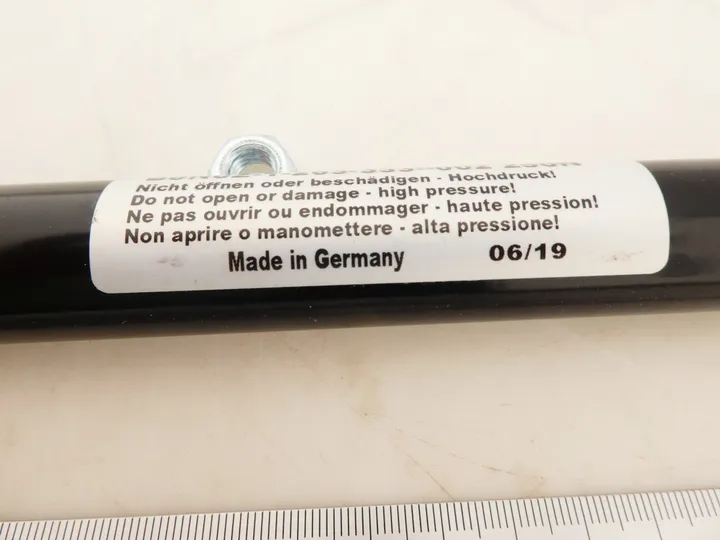 Nicht öffnen oder beschädigen - Hochdruck!
Do not open or damage - high pressure!
Ne pas ouvrir ou endommager - haute pression!
Non aprire o manomettere - alta pressione!
Made in Germany 06/19